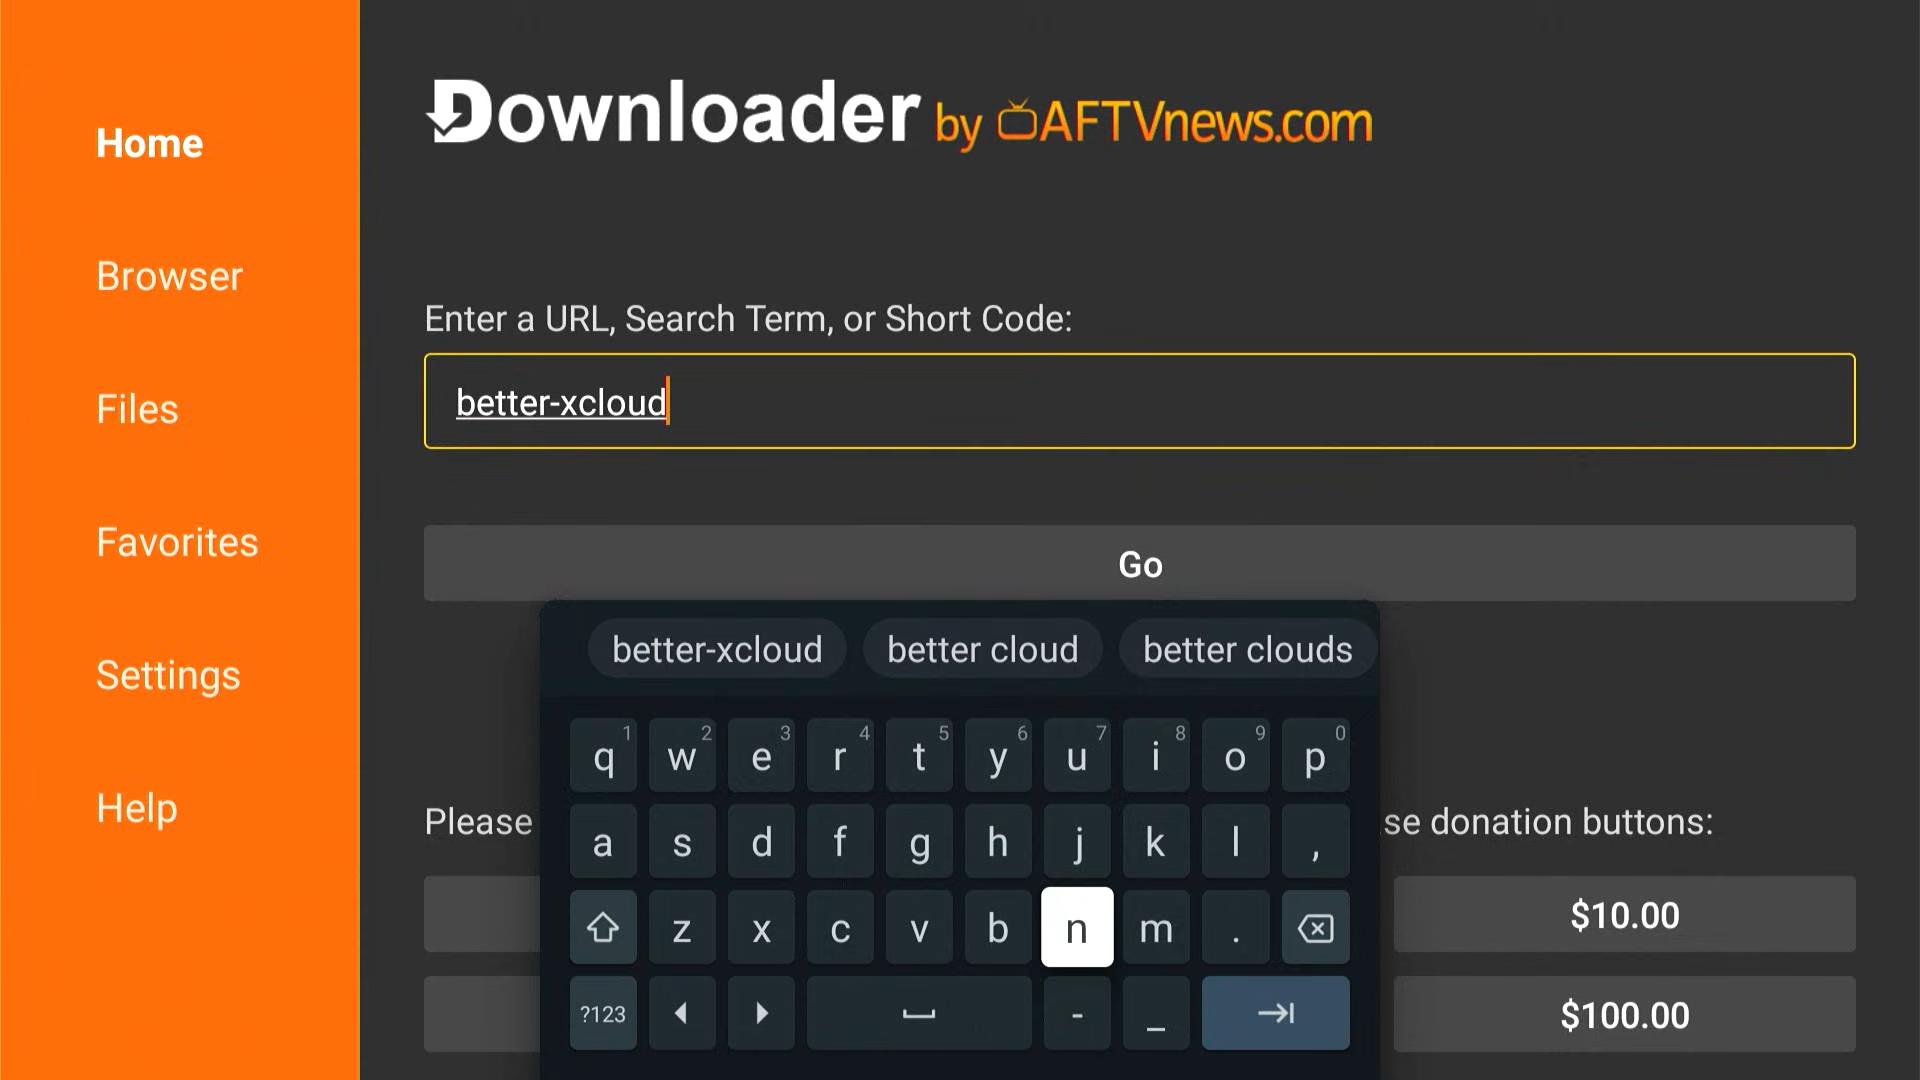 Home
Browser
Files
Favorites
Settings
Help
Downloader by AFTVnews.com
Enter a URL, Search Term, or Short Code:
better-xcloud
Go
better-xcloud better cloud better clouds
q 1 w 2 e 3 r 4 t 5 y 6 u 7 i 8 o 9 p 0
a s d f g h j k l ,
z x c v b n m .
?123 - _
Please se donation buttons:
$10.00
$100.00